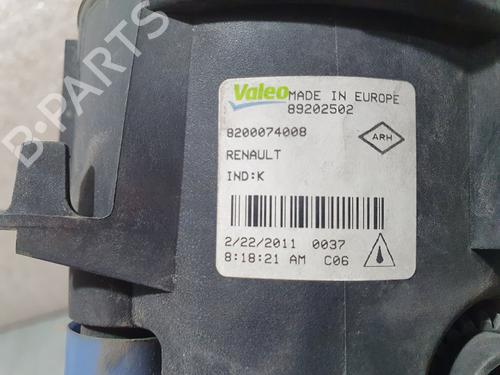 Valeo MADE IN EUROPE
89202502
8200074008
ARH
RENAULT
IND:K
2/22/2011 0037
8:18:21 AM C06
B-PARTS